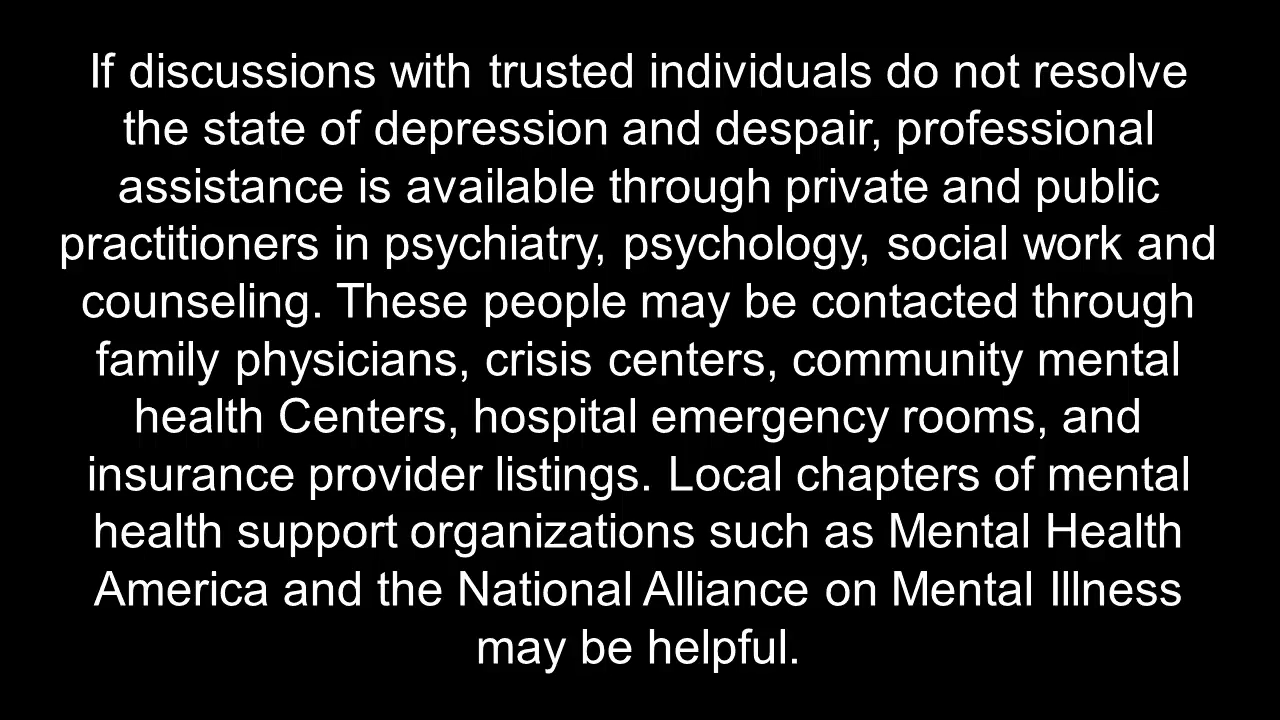 If discussions with trusted individuals do not resolve
the state of depression and despair, professional
assistance is available through private and public
practitioners in psychiatry, psychology, social work and
counseling. These people may be contacted through
family physicians, crisis centers, community mental
health Centers, hospital emergency rooms, and
insurance provider listings. Local chapters of mental
health support organizations such as Mental Health
America and the National Alliance on Mental Illness
may be helpful.